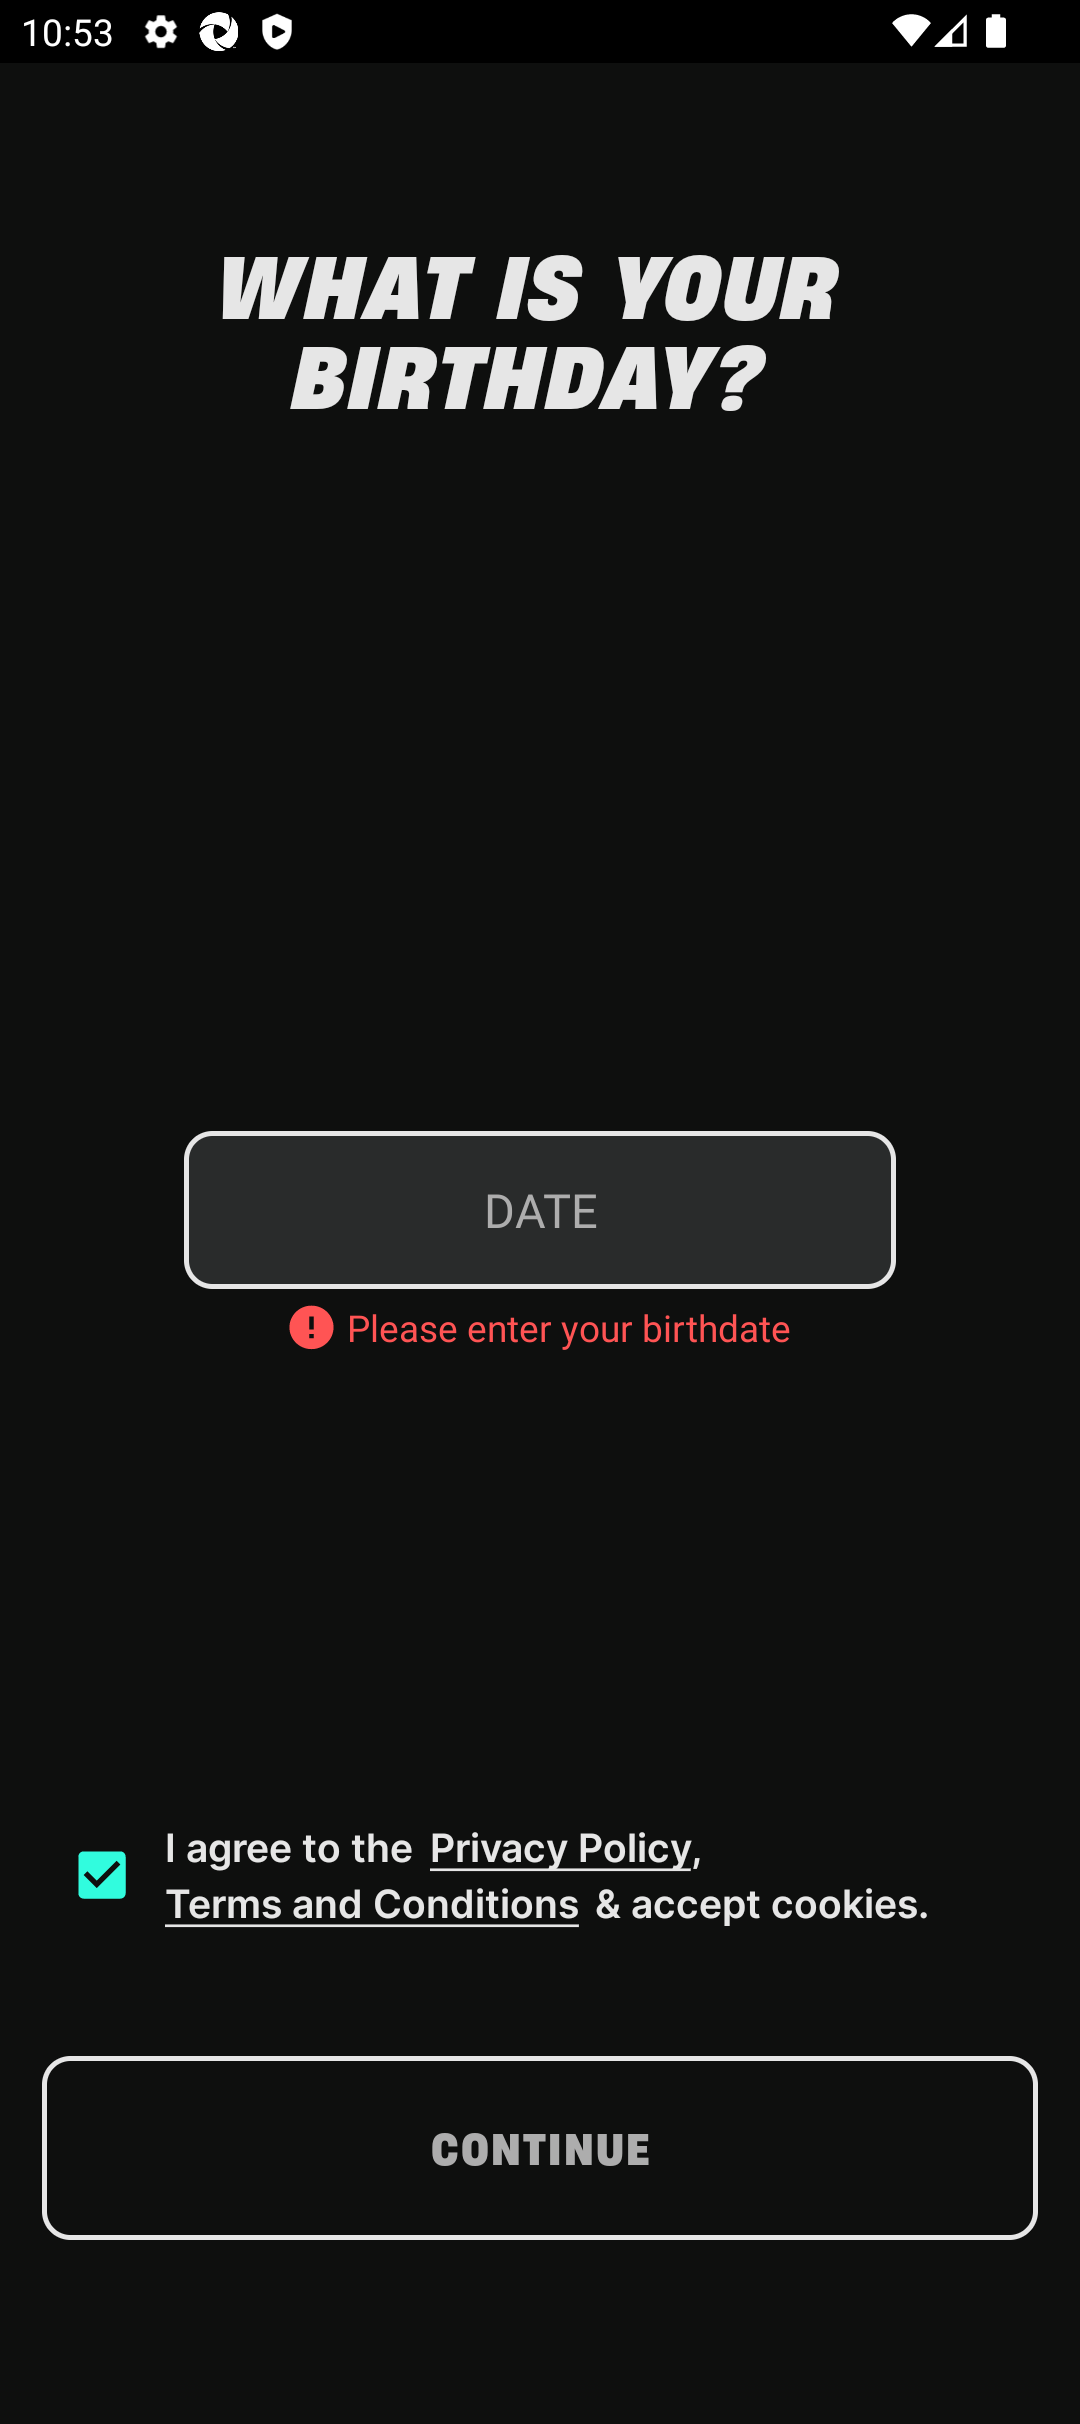 10:53
WHAT IS YOUR
BIRTHDAY?
DATE
Please enter your birthdate
I agree to the Privacy Policy,
Terms and Conditions & accept cookies.
CONTINUE